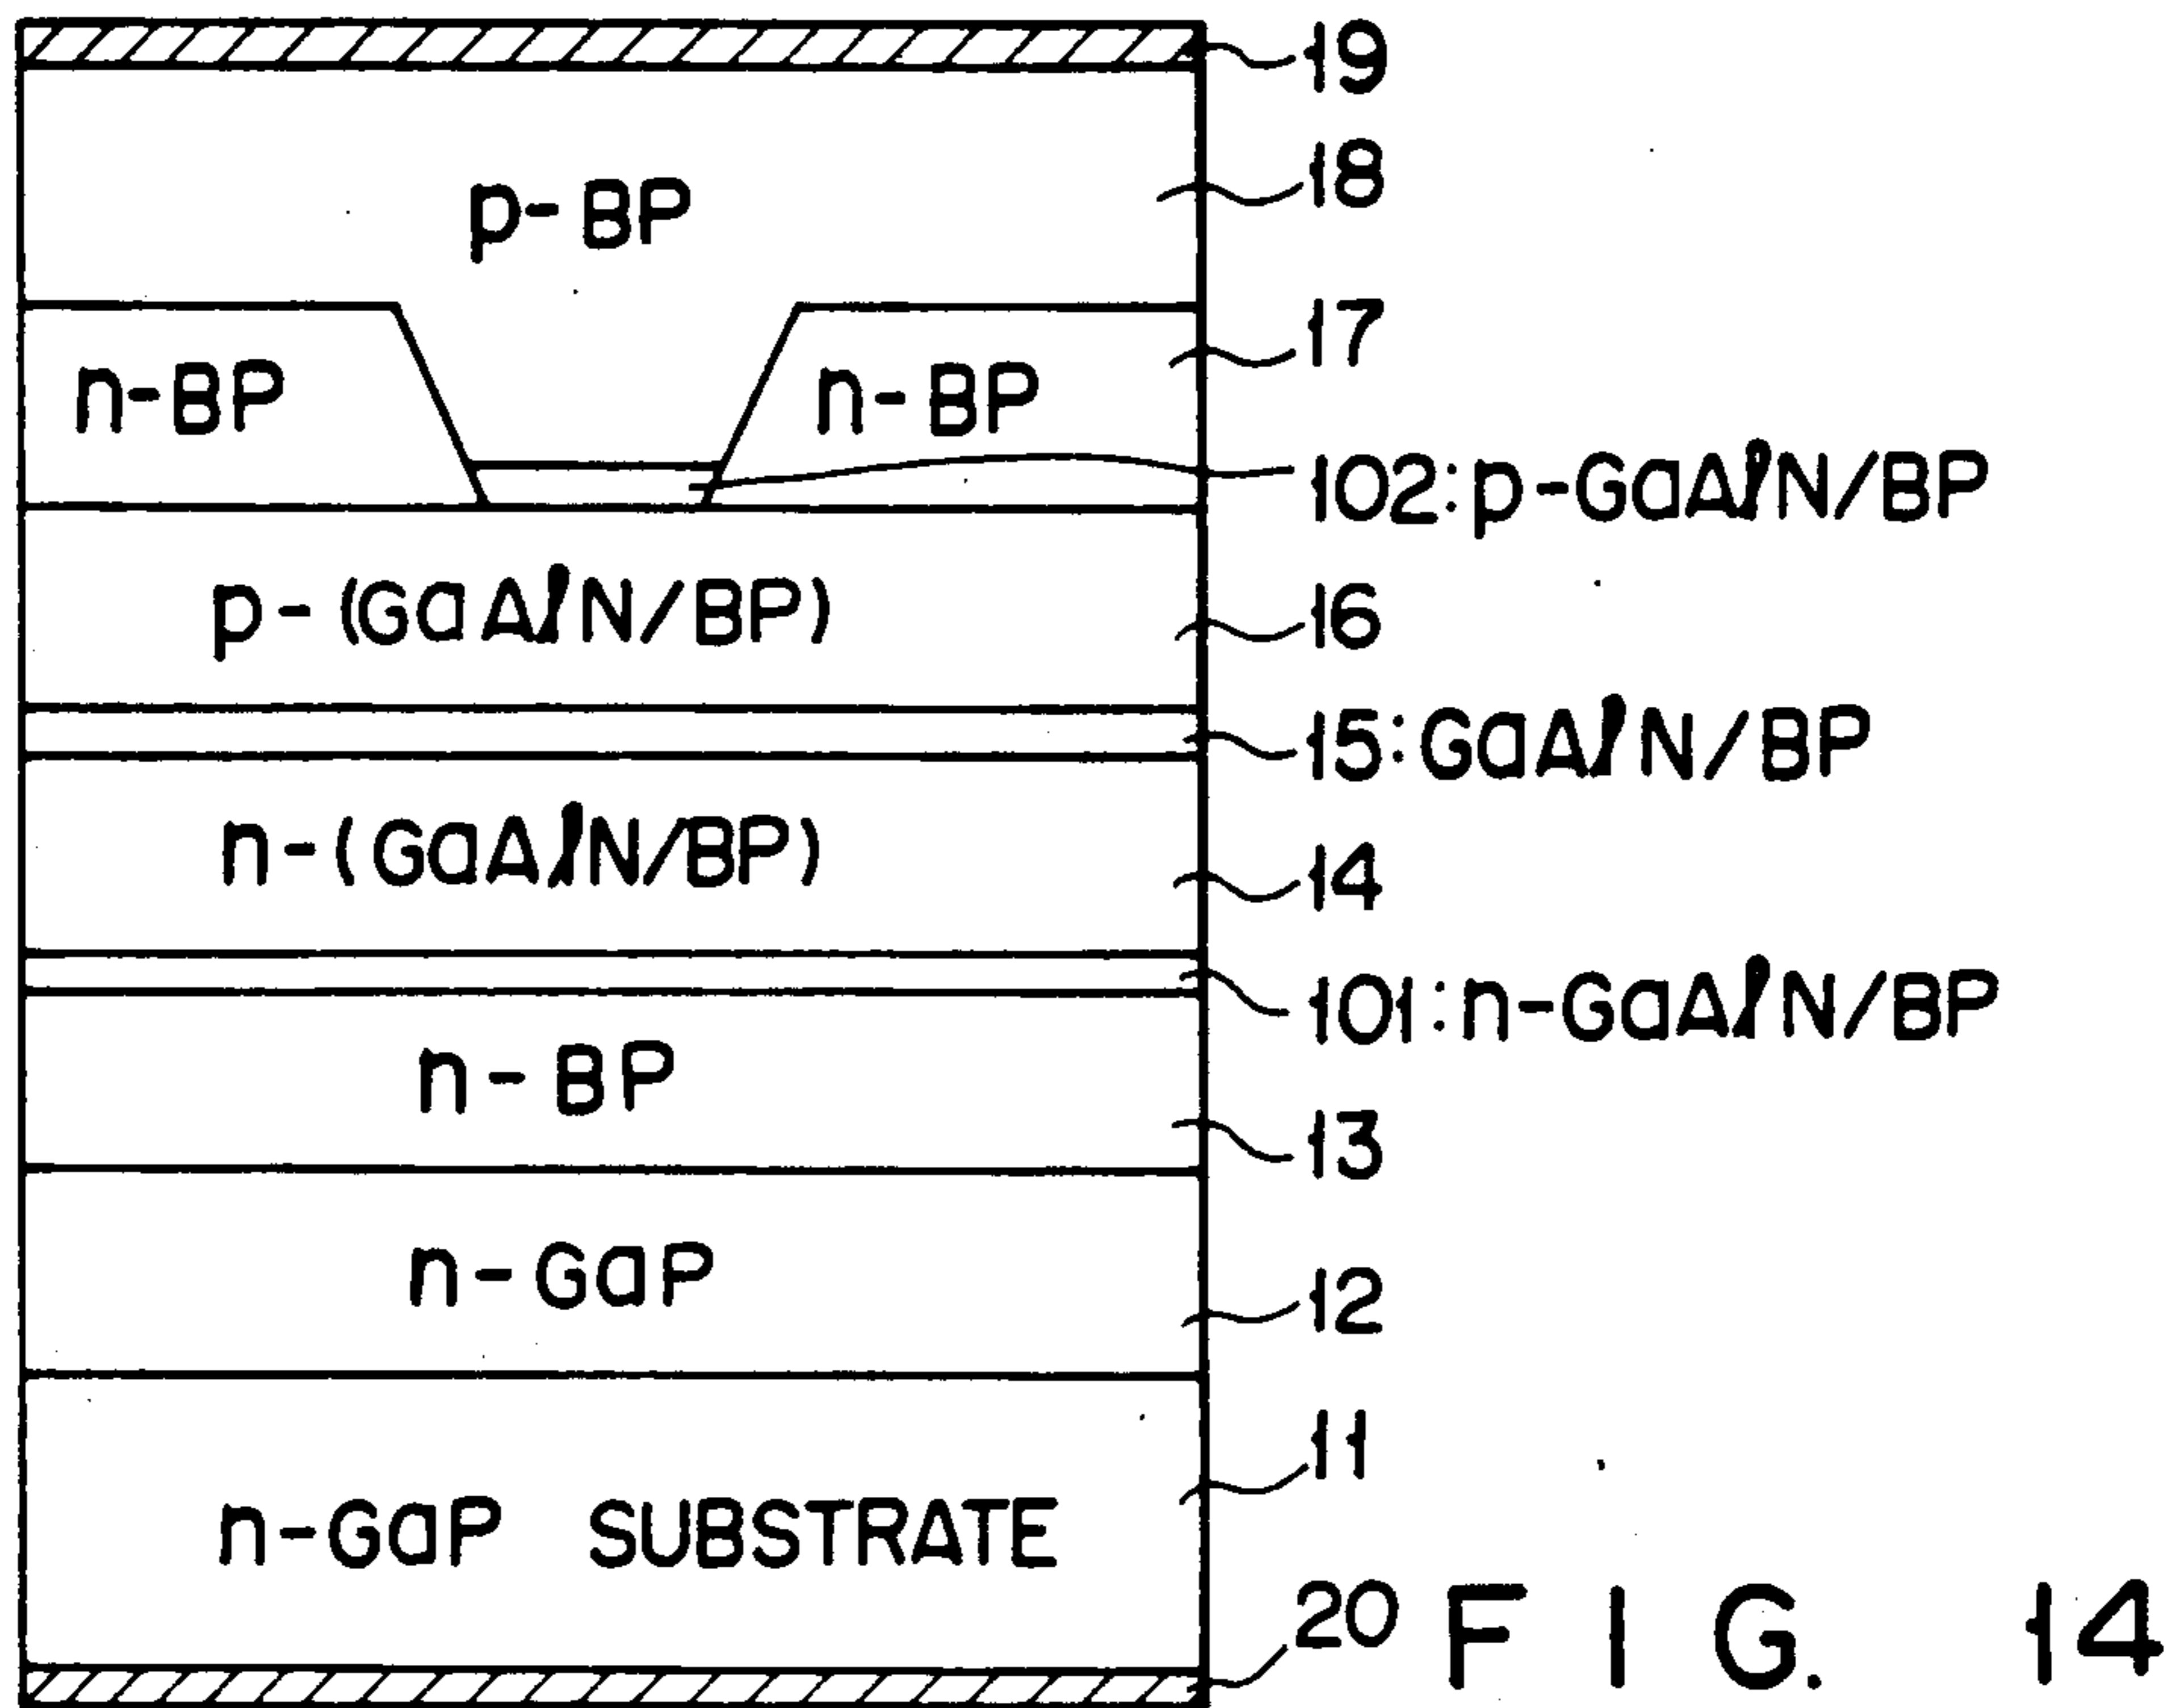 19
18
p-BP
17
n-BP
n-BP
102:p-GaAlN/BP
p-(GaAlN/BP)
16
15:GaAlN/BP
n-(GaAlN/BP)
14
101:n-GaAlN/BP
n-BP
13
n-GaP
12
11
n-GaP SUBSTRATE
20
FIG. 14